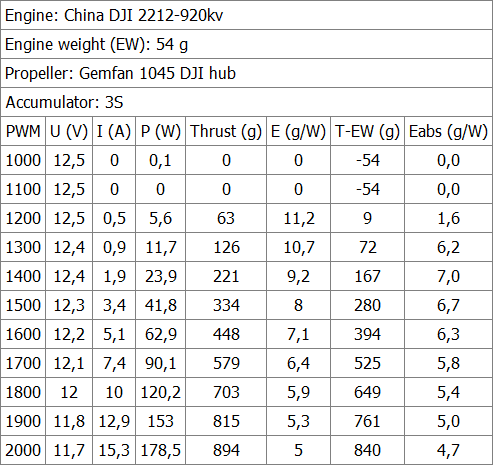 Engine: China DJI 2212-920kv
Engine weight (EW): 54 g
Propeller: Gemfan 1045 DJI hub
Accumulator: 3S
PWM U (V) I (A) P (W) Thrust (g) E (g/W) T-EW (g) Eabs (g/W)
1000 12,5 0 0,1 0 0 -54 0,0
1100 12,5 0 0 0 0 -54 0,0
1200 12,5 0,5 5,6 63 11,2 9 1,6
1300 12,4 0,9 11,7 126 10,7 72 6,2
1400 12,4 1,9 23,9 221 9,2 167 7,0
1500 12,3 3,4 41,8 334 8 280 6,7
1600 12,2 5,1 62,9 448 7,1 394 6,3
1700 12,1 7,4 90,1 579 6,4 525 5,8
1800 12 10 120,2 703 5,9 649 5,4
1900 11,8 12,9 153 815 5,3 761 5,0
2000 11,7 15,3 178,5 894 5 840 4,7